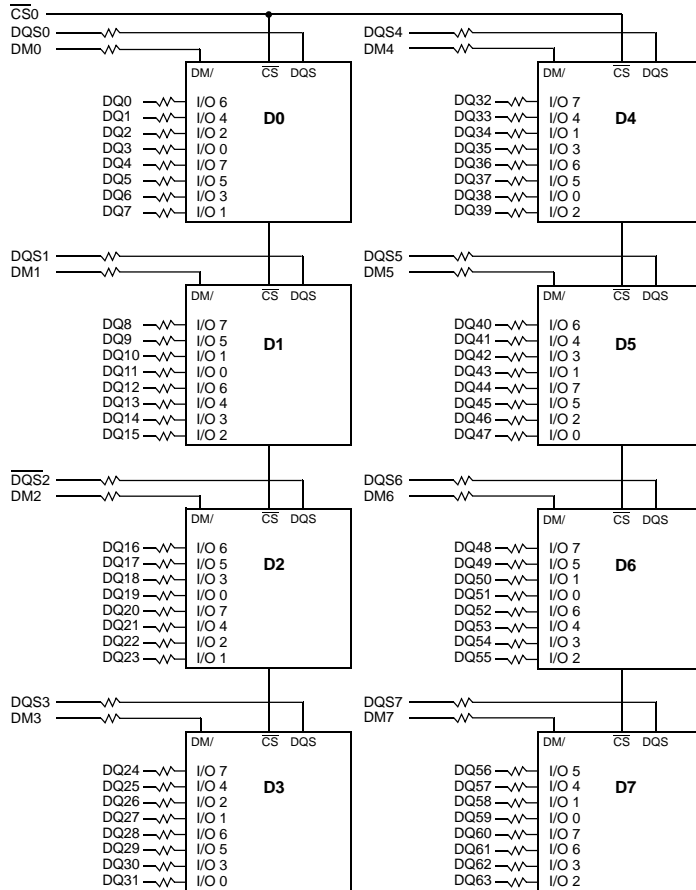 CS0
DQS0
DM0
DM/ CS DQS
D0
DQ0 I/O 6
DQ1 I/O 4
DQ2 I/O 2
DQ3 I/O 0
DQ4 I/O 7
DQ5 I/O 5
DQ6 I/O 3
DQ7 I/O 1
DQS1
DM1
DM/ CS DQS
D1
DQ8 I/O 7
DQ9 I/O 5
DQ10 I/O 1
DQ11 I/O 0
DQ12 I/O 6
DQ13 I/O 4
DQ14 I/O 3
DQ15 I/O 2
DQS2
DM2
DM/ CS DQS
D2
DQ16 I/O 6
DQ17 I/O 5
DQ18 I/O 3
DQ19 I/O 0
DQ20 I/O 7
DQ21 I/O 4
DQ22 I/O 2
DQ23 I/O 1
DQS3
DM3
DM/ CS DQS
D3
DQ24 I/O 7
DQ25 I/O 4
DQ26 I/O 2
DQ27 I/O 1
DQ28 I/O 6
DQ29 I/O 5
DQ30 I/O 3
DQ31 I/O 0
DQS4
DM4
DM/ CS DQS
D4
DQ32 I/O 7
DQ33 I/O 4
DQ34 I/O 1
DQ35 I/O 3
DQ36 I/O 6
DQ37 I/O 5
DQ38 I/O 0
DQ39 I/O 2
DQS5
DM5
DM/ CS DQS
D5
DQ40 I/O 6
DQ41 I/O 4
DQ42 I/O 3
DQ43 I/O 1
DQ44 I/O 7
DQ45 I/O 5
DQ46 I/O 2
DQ47 I/O 0
DQS6
DM6
DM/ CS DQS
D6
DQ48 I/O 7
DQ49 I/O 5
DQ50 I/O 1
DQ51 I/O 0
DQ52 I/O 6
DQ53 I/O 4
DQ54 I/O 3
DQ55 I/O 2
DQS7
DM7
DM/ CS DQS
D7
DQ56 I/O 5
DQ57 I/O 4
DQ58 I/O 1
DQ59 I/O 0
DQ60 I/O 7
DQ61 I/O 6
DQ62 I/O 3
DQ63 I/O 2